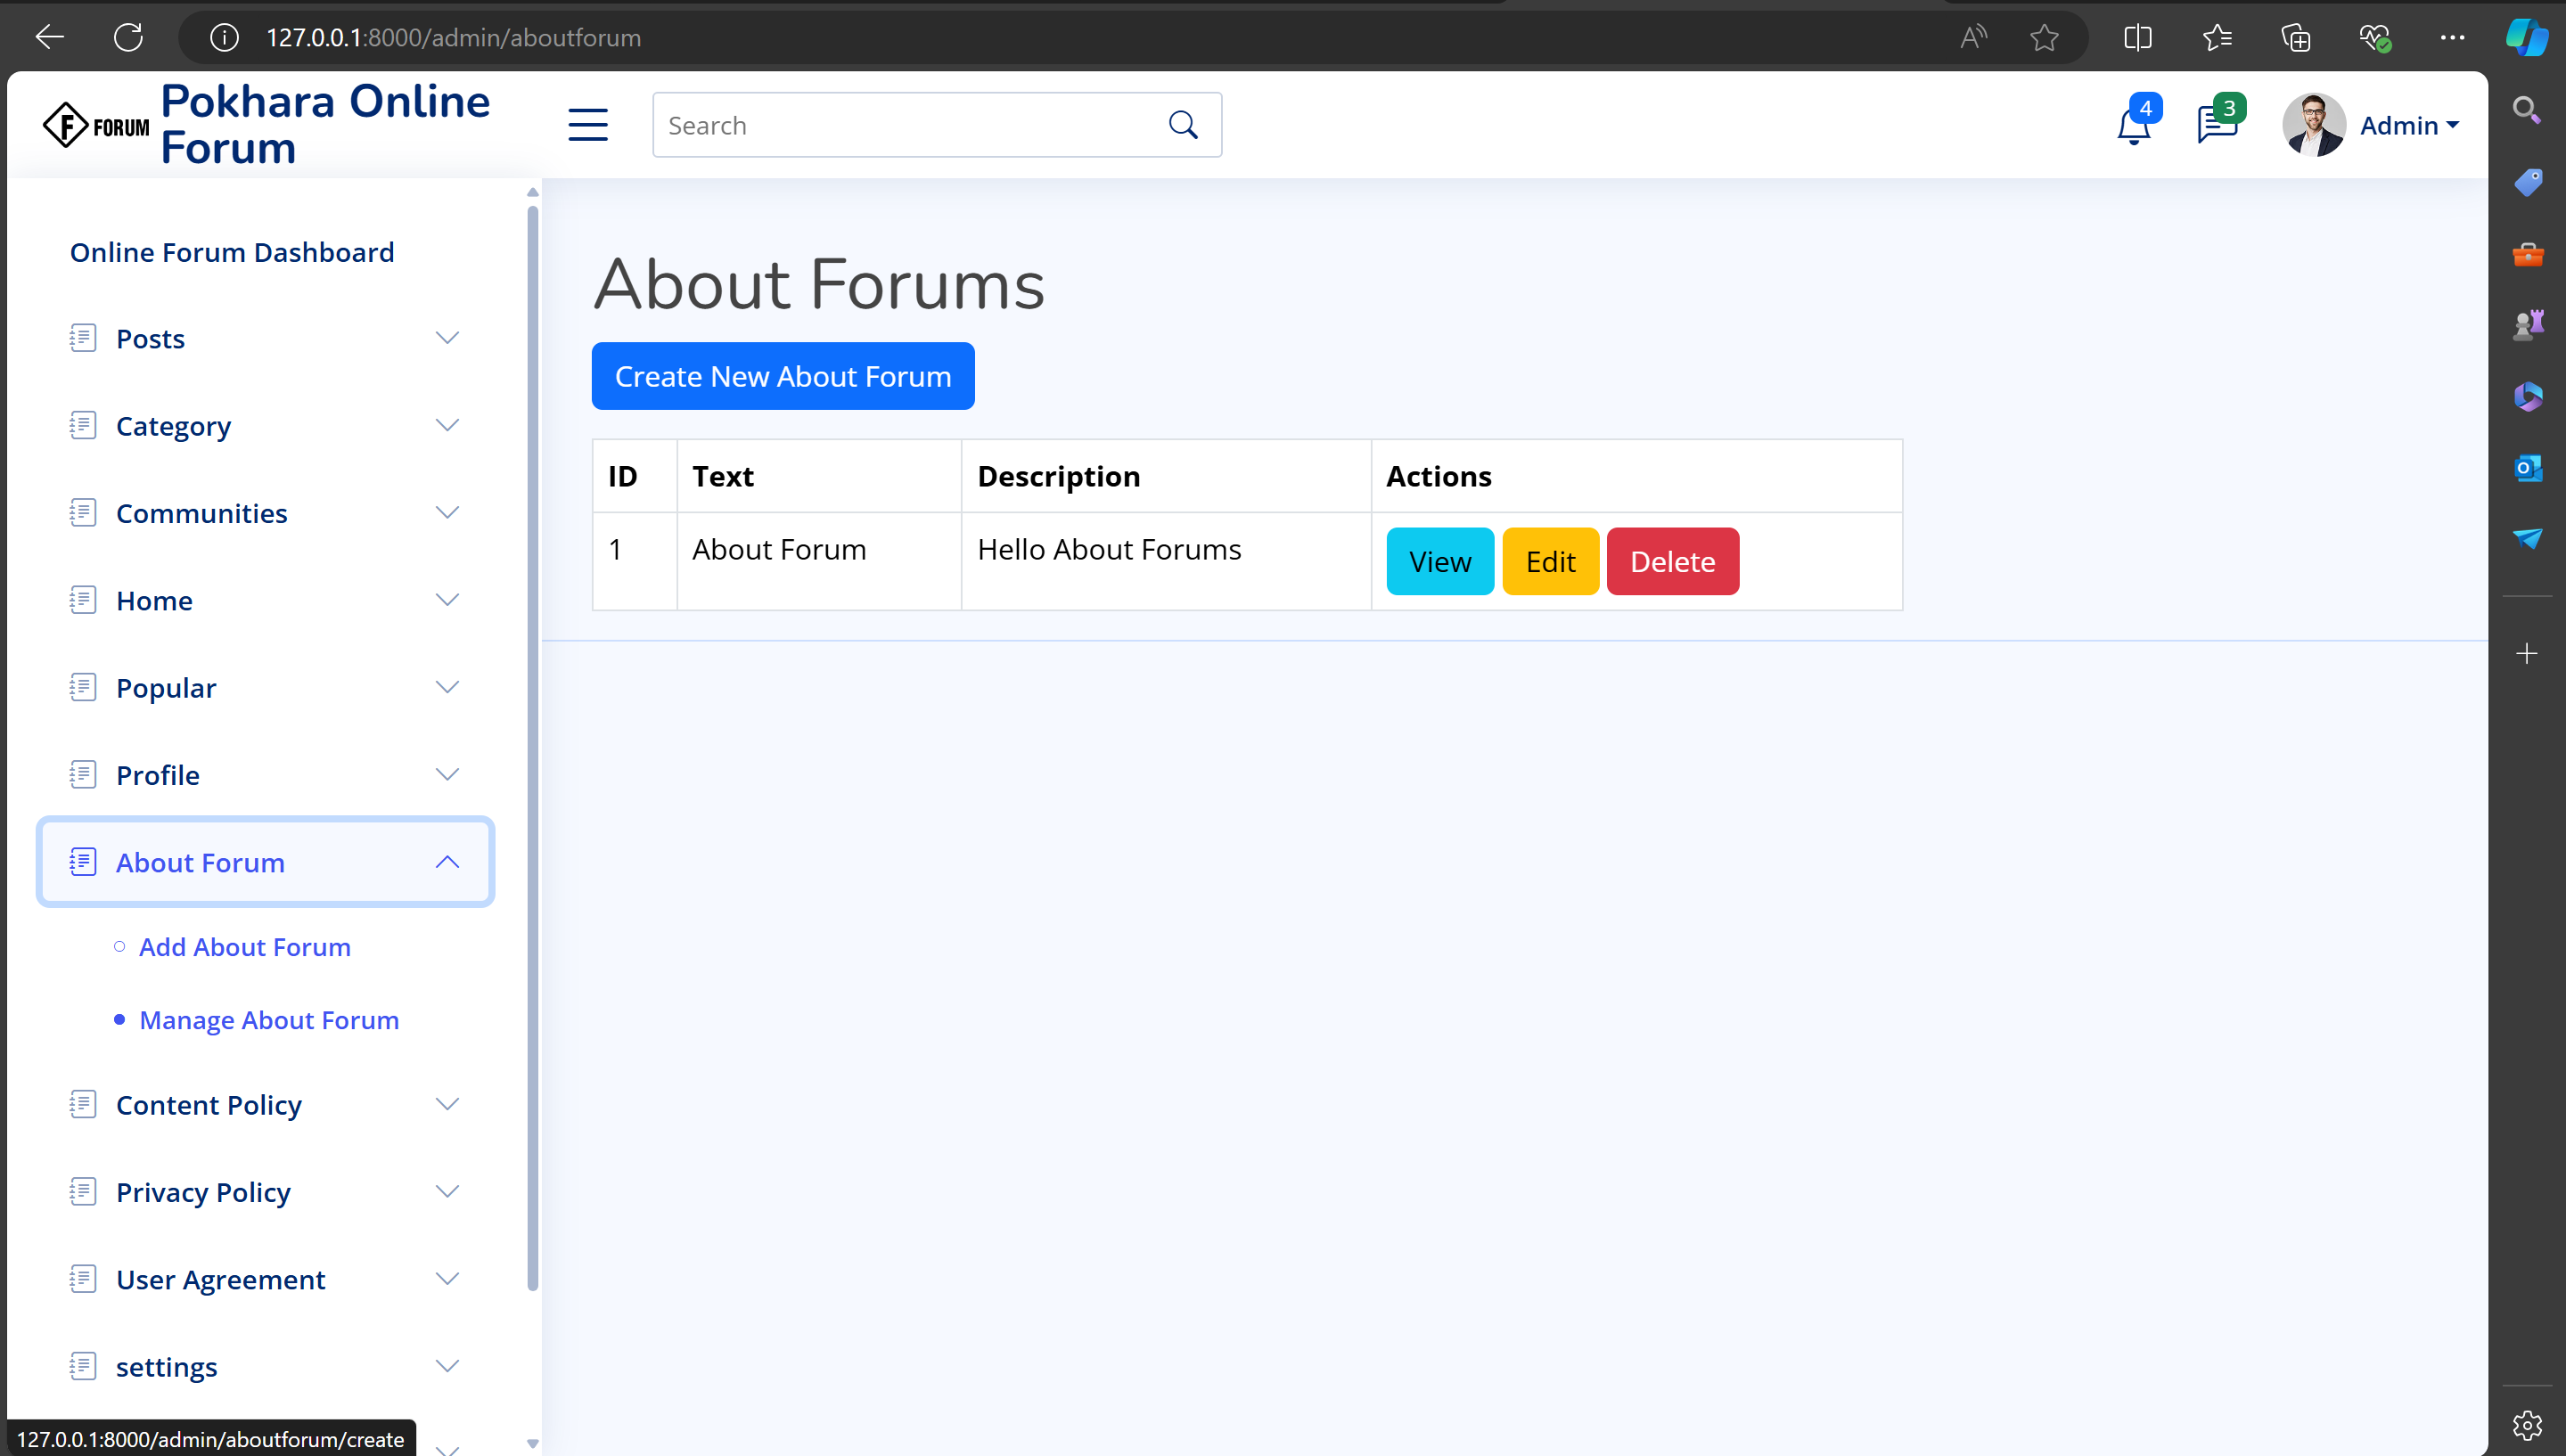 127.0.0.1:8000/admin/aboutforum
F FORUM
Pokhara Online
Forum
Search
4
3
Admin
Online Forum Dashboard
Posts
Category
Communities
Home
Popular
Profile
About Forum
Add About Forum
Manage About Forum
Content Policy
Privacy Policy
User Agreement
settings
About Forums
Create New About Forum
ID Text Description Actions
1 About Forum Hello About Forums View Edit Delete
127.0.0.1:8000/admin/aboutforum/create